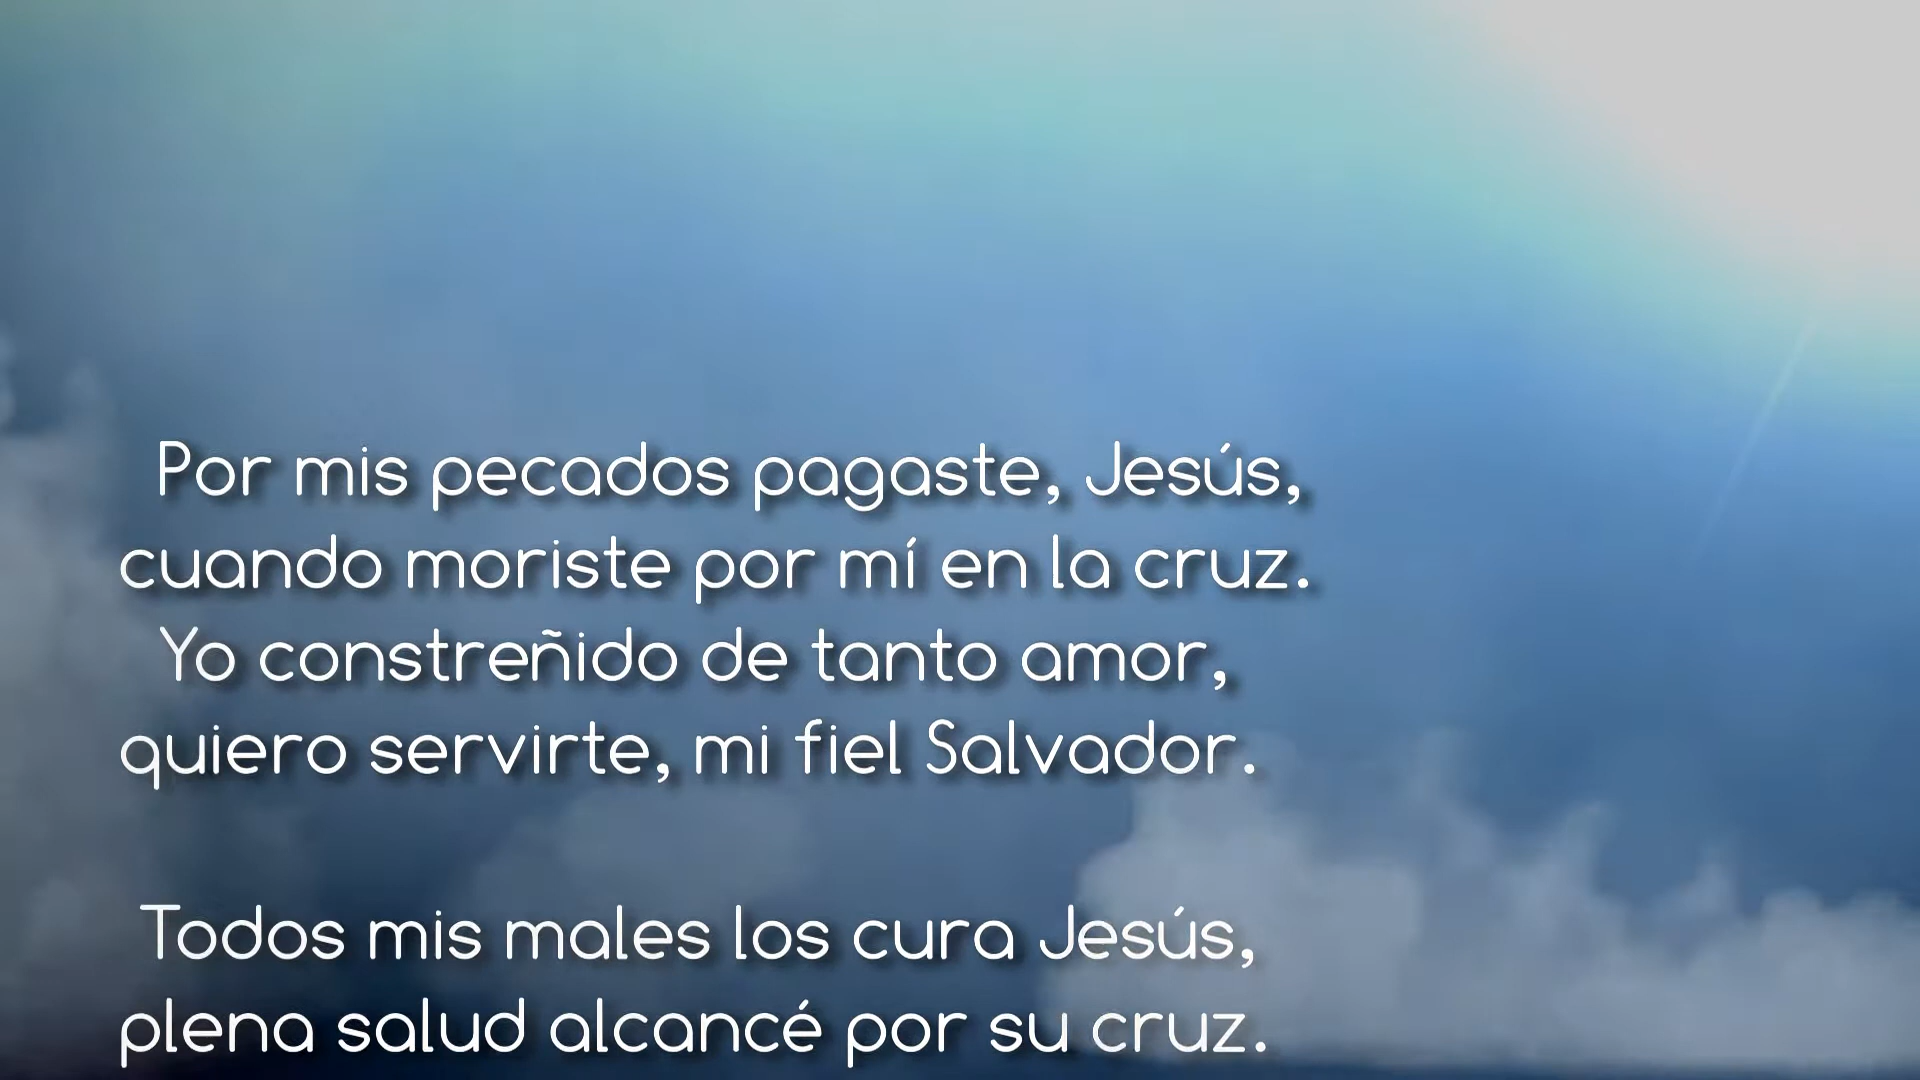 Por mis pecados pagaste, Jesús,
cuando moriste por mí en la cruz.
Yo constreñido de tanto amor,
quiero servirte, mi fiel Salvador.
Todos mis males los cura Jesús,
plena salud alcancé por su cruz.